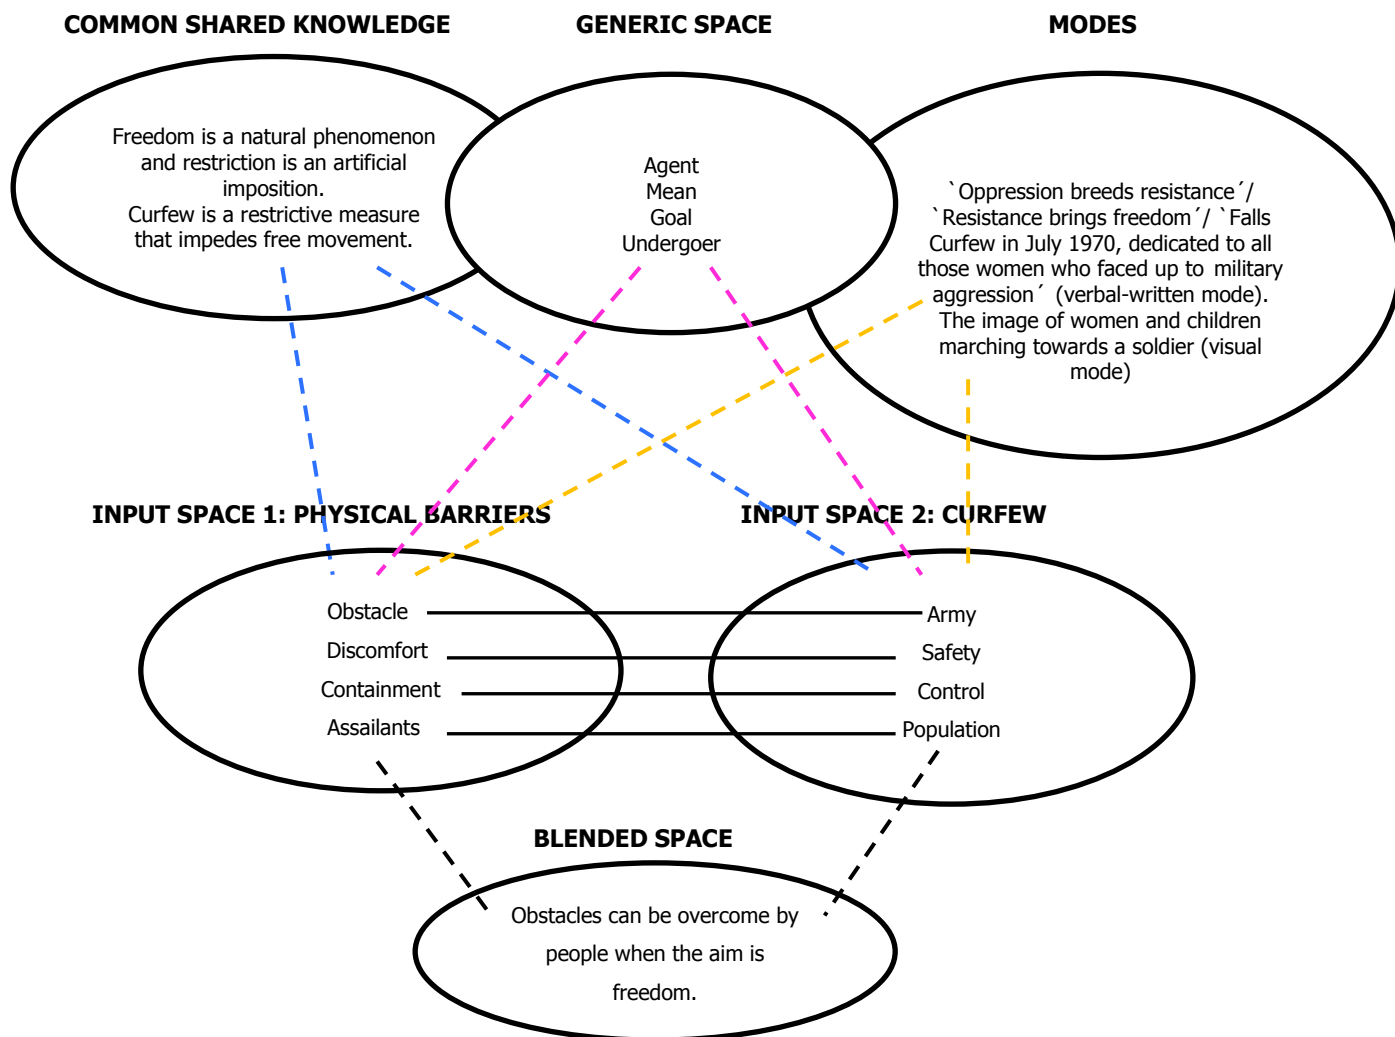 COMMON SHARED KNOWLEDGE
Freedom is a natural phenomenon
and restriction is an artificial
imposition.
Curfew is a restrictive measure
that impedes free movement.
GENERIC SPACE
Agent
Mean
Goal
Undergoer
MODES
`Oppression breeds resistance´/
`Resistance brings freedom´/ `Falls
Curfew in July 1970, dedicated to all
those women who faced up to military
aggression´ (verbal-written mode).
The image of women and children
marching towards a soldier (visual
mode)
INPUT SPACE 1: PHYSICAL BARRIERS
Obstacle
Discomfort
Containment
Assailants
INPUT SPACE 2: CURFEW
Army
Safety
Control
Population
BLENDED SPACE
Obstacles can be overcome by
people when the aim is
freedom.